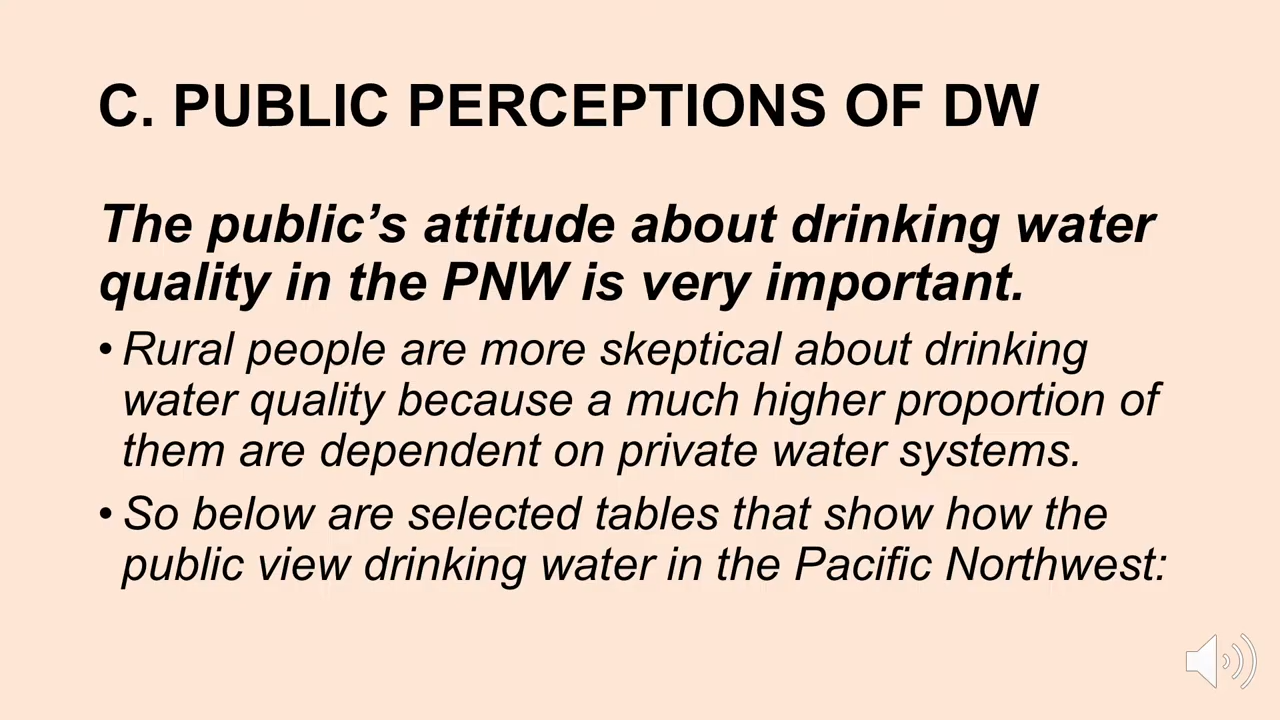 C. PUBLIC PERCEPTIONS OF DW
The public’s attitude about drinking water
quality in the PNW is very important.
• Rural people are more skeptical about drinking
water quality because a much higher proportion of
them are dependent on private water systems.
• So below are selected tables that show how the
public view drinking water in the Pacific Northwest: